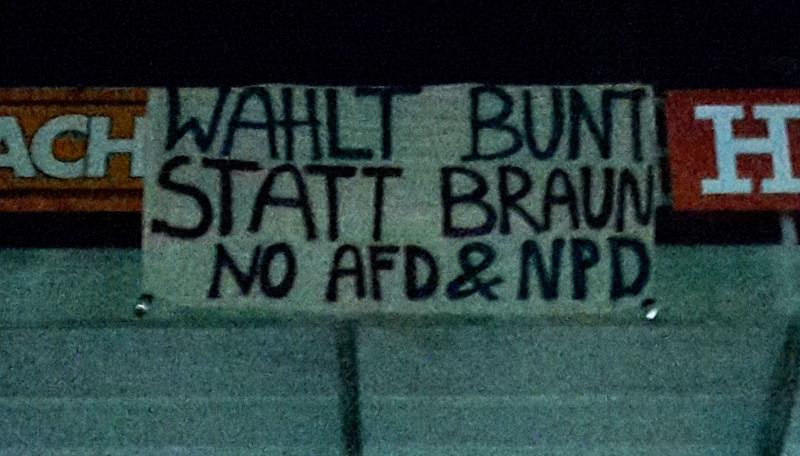 WAHLT BUNT
STATT BRAUN
NO AFD & NPD
ACH
H